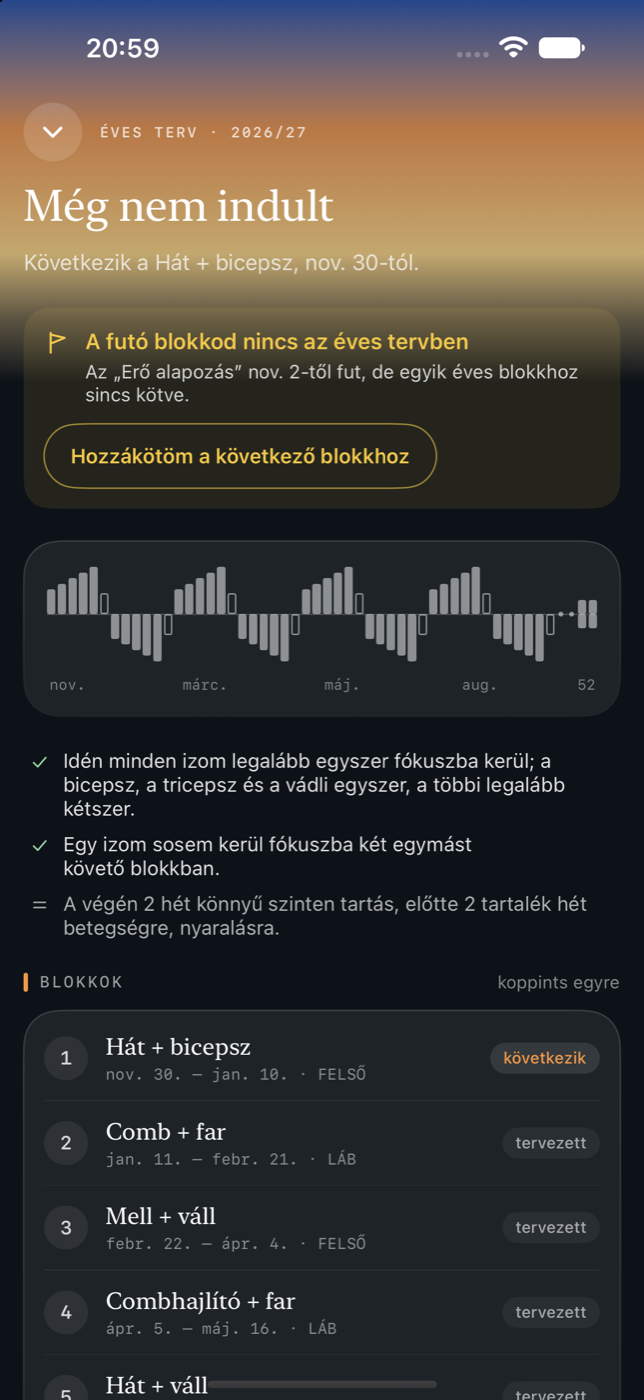 20:59
ÉVES TERV · 2026/27
Még nem indult
Következik a Hát + bicepsz, nov. 30-tól.
A futó blokkod nincs az éves tervben
Az „Erő alapozás” nov. 2-től fut, de egyik éves blokkhoz
sincs kötve.
Hozzákötöm a következő blokkhoz
nov. márc. máj. aug. 52
Idén minden izom legalább egyszer fókuszba kerül; a
bicepsz, a tricepsz és a vádli egyszer, a többi legalább
kétszer.
Egy izom sosem kerül fókuszba két egymást
követő blokkban.
= A végén 2 hét könnyű szinten tartás, előtte 2 tartalék hét
betegségre, nyaralásra.
BLOKKOK koppints egyre
1 Hát + bicepsz következik
nov. 30. — jan. 10. · FELSŐ
2 Comb + far tervezett
jan. 11. — febr. 21. · LÁB
3 Mell + váll tervezett
febr. 22. — ápr. 4. · FELSŐ
4 Combhajlító + far tervezett
ápr. 5. — máj. 16. · LÁB
5 Hát + váll tervezett